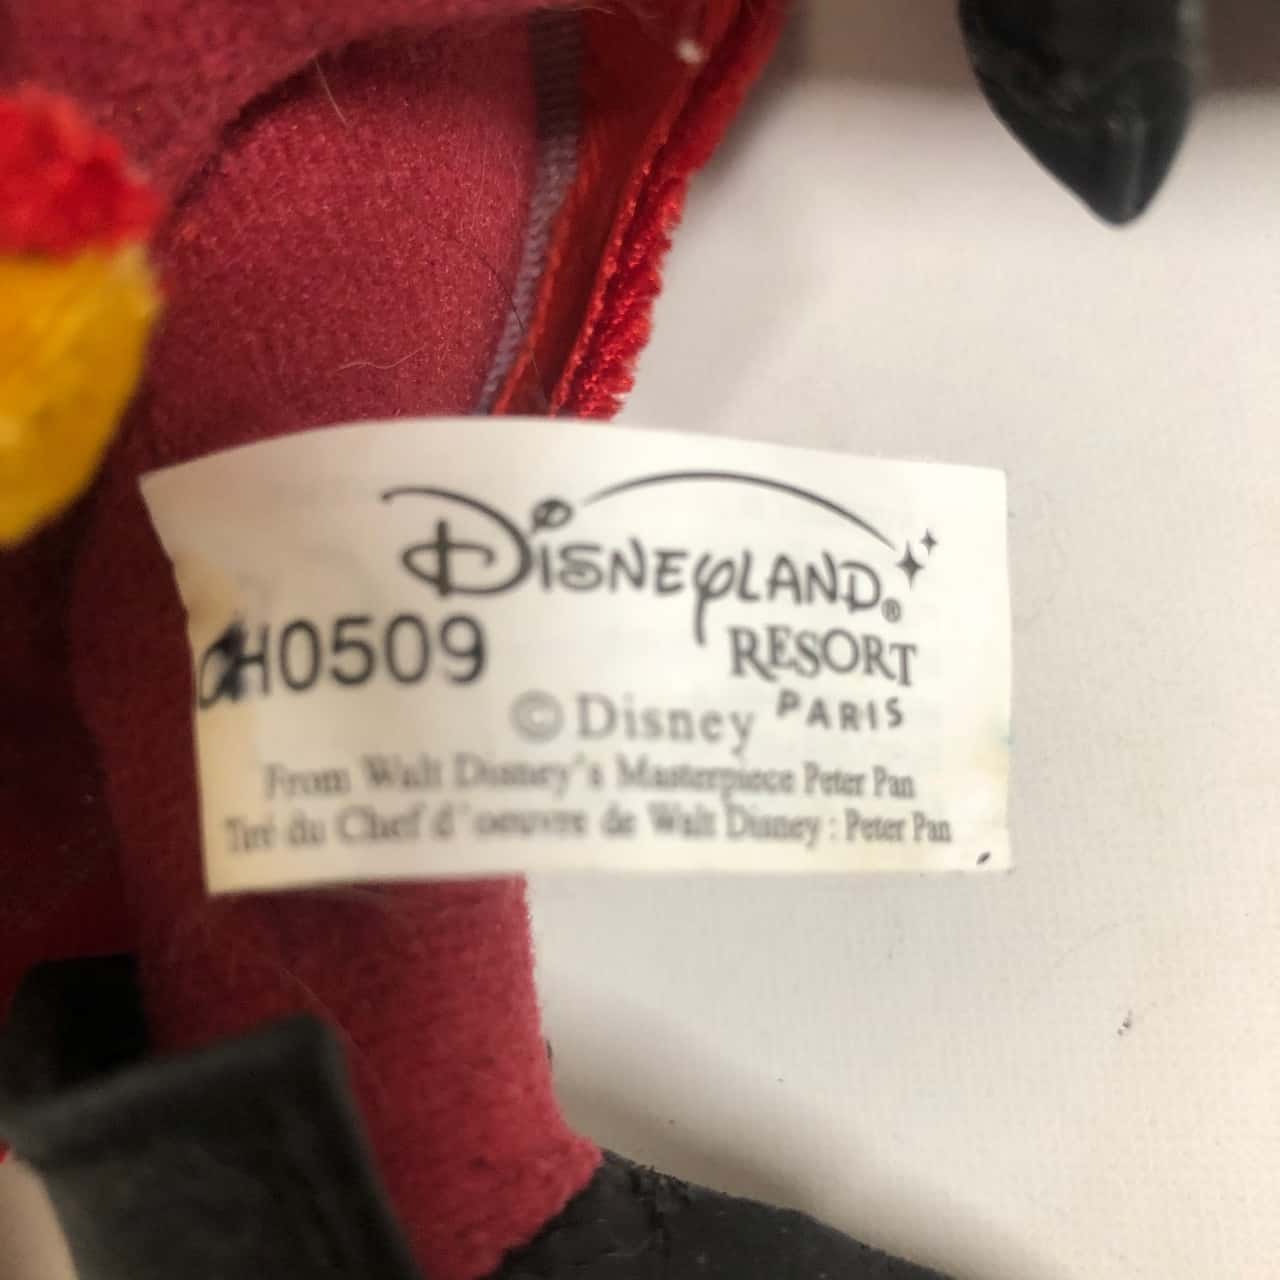 DISNEYLAND®
RESORT
PARIS
CH0509
©Disney
From Walt Disney's Masterpiece Peter Pan
Tiré du Chef d'oeuvre de Walt Disney : Peter Pan